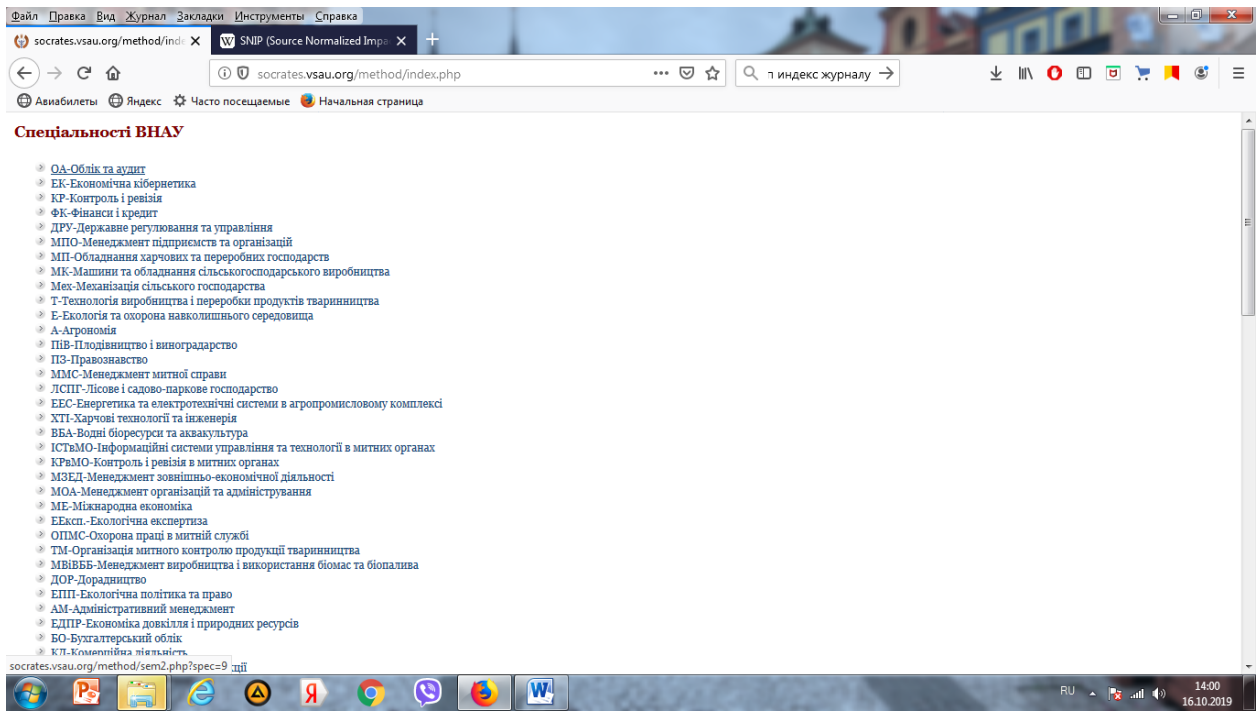 Файл Правка Вид Журнал Закладки Инструменты Справка
socrates.vsau.org/method/inde
SNIP (Source Normalized Impa
socrates.vsau.org/method/index.php
п индекс журналу
Авиабилеты Яндекс Часто посещаемые Начальная страница
Спеціальності ВНАУ
ОА-Облік та аудит
ЕК-Економічна кібернетика
КР-Контроль і ревізія
ФК-Фінанси і кредит
ДРУ-Державне регулювання та управління
МПО-Менеджмент підприємств та організацій
МП-Обладнання харчових та переробних господарств
МК-Машини та обладнання сільськогосподарського виробництва
Мех-Механізація сільського господарства
Т-Технологія виробництва і переробки продуктів тваринництва
Е-Екологія та охорона навколишнього середовища
А-Агрономія
ПіВ-Плодівництво і виноградарство
ПЗ-Правознавство
ММС-Менеджмент митної справи
ЛСПГ-Лісове і садово-паркове господарство
ЕЕС-Енергетика та електротехнічні системи в агропромисловому комплексі
ХТІ-Харчові технології та інженерія
ВБА-Водні біоресурси та аквакультура
ІСТвМО-Інформаційні системи управління та технології в митних органах
КРвМО-Контроль і ревізія в митних органах
МЗЕД-Менеджмент зовнішньо-економічної діяльності
МОА-Менеджмент організацій та адміністрування
МЕ-Міжнародна економіка
ЕЕксп.-Екологічна експертиза
ОПМС-Охорона праці в митній службі
ТМ-Організація митного контролю продукції тваринництва
МВіВББ-Менеджмент виробництва і використання біомас та біопалива
ДОР-Дорадництво
ЕПП-Екологічна політика та право
АМ-Адміністративний менеджмент
ЕДПР-Економіка довкілля і природних ресурсів
БО-Бухгалтерський облік
КД-Комерційна діяльність
socrates.vsau.org/method/sem2.php?spec=9 ції
RU 14:00
16.10.2019